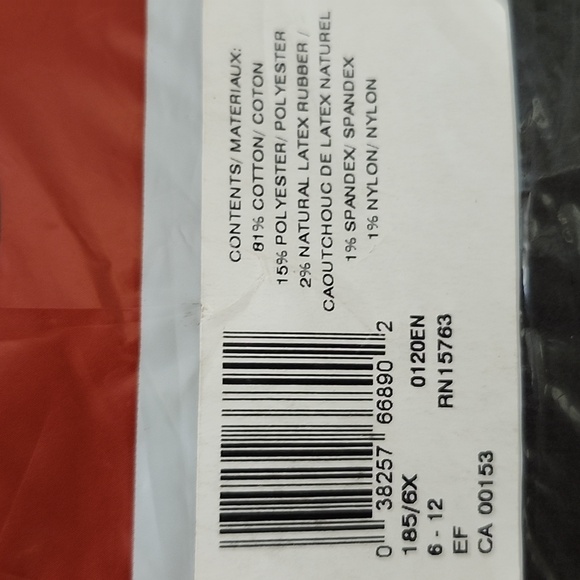 CONTENTS/ MATERIAUX:
81% COTTON/ COTON
15% POLYESTER/ POLYESTER
2% NATURAL LATEX RUBBER /
CAOUTCHOUC DE LATEX NATUREL
1% SPANDEX/ SPANDEX
1% NYLON/ NYLON
0 38257 66890 2
185/6X 0120EN
6 - 12 RN15763
EF
CA 00153